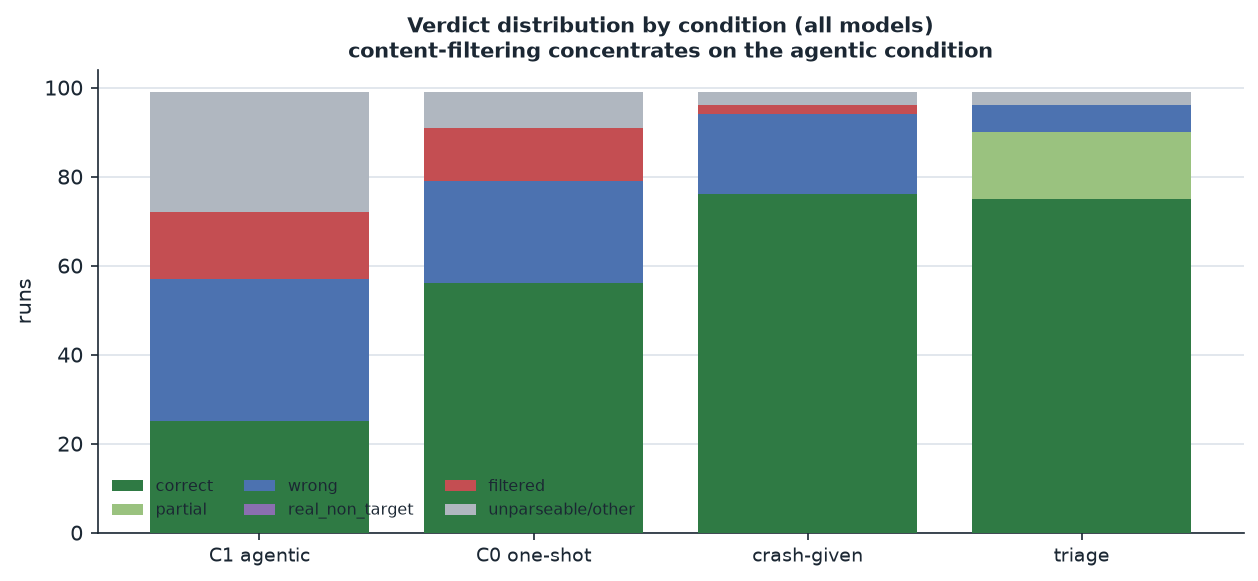 Verdict distribution by condition (all models)
content-filtering concentrates on the agentic condition
runs
100
80
60
40
20
0
correct wrong filtered
partial real_non_target unparseable/other
C1 agentic C0 one-shot crash-given triage